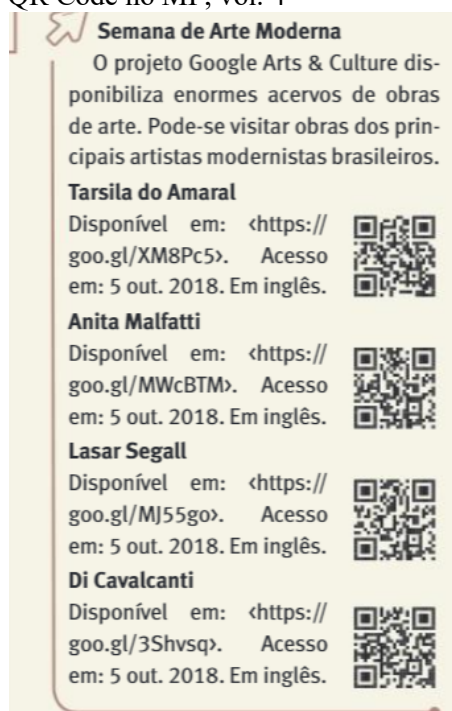 QR Code no MP, vol. 4
Semana de Arte Moderna
O projeto Google Arts & Culture dis-
ponibiliza enormes acervos de obras
de arte. Pode-se visitar obras dos prin-
cipais artistas modernistas brasileiros.
Tarsila do Amaral
Disponível em: <https://
goo.gl/XM8Pc5>. Acesso
em: 5 out. 2018. Em inglês.
Anita Malfatti
Disponível em: <https://
goo.gl/MWcBTM>. Acesso
em: 5 out. 2018. Em inglês.
Lasar Segall
Disponível em: <https://
goo.gl/MJ55go>. Acesso
em: 5 out. 2018. Em inglês.
Di Cavalcanti
Disponível em: <https://
goo.gl/3Shvsq>. Acesso
em: 5 out. 2018. Em inglês.